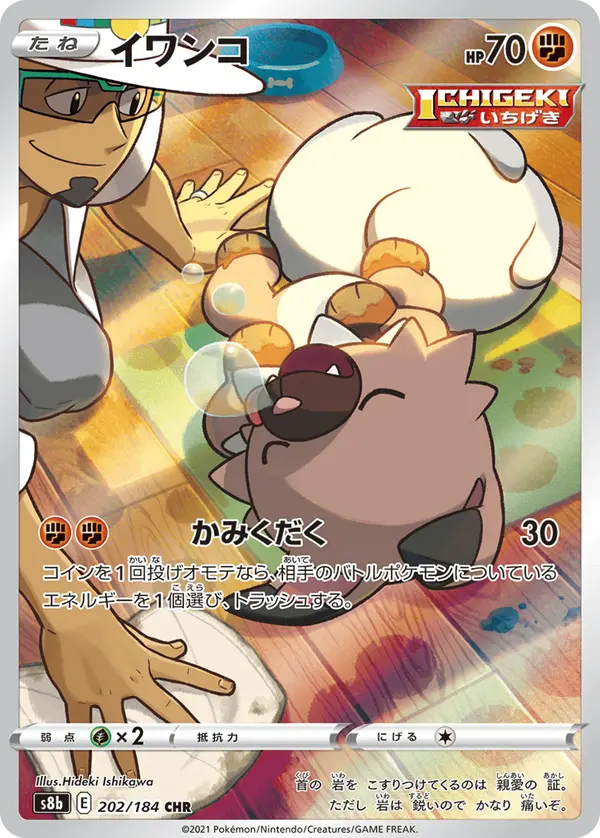 たね イワンコ HP70
ICHIGEKI
いちげき
かみくだく 30
コインを1回投げオモテなら、相手のバトルポケモンについている
エネルギーを1個選び、トラッシュする。
弱点 ×2 抵抗力 にげる
Illus.Hideki Ishikawa
首の 岩を こすりつけてくるのは 親愛の 証。
ただし 岩は 鋭いので かなり 痛いぞ。
s8b E 202/184 CHR
©2021 Pokémon/Nintendo/Creatures/GAME FREAK.